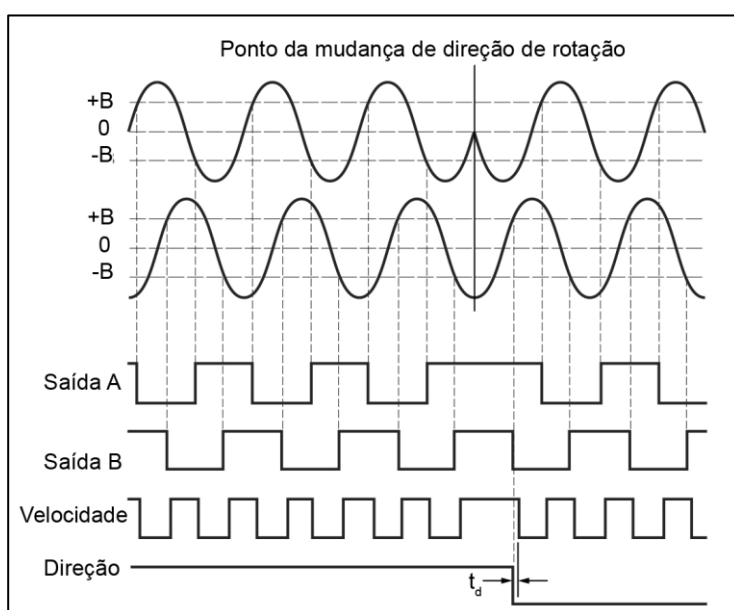 Ponto da mudança de direção de rotação
+B
0
-B
+B
0
-B
Saída A
Saída B
Velocidade
Direção
td